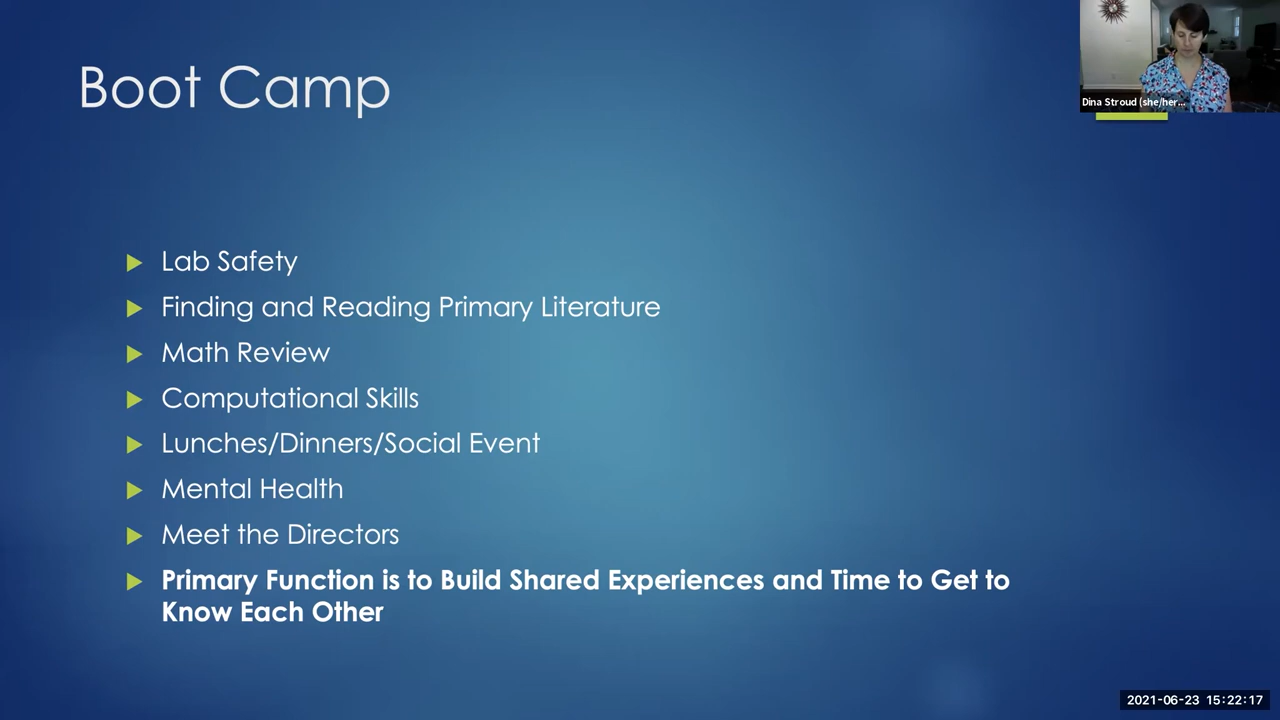 Boot Camp
Dina Stroud (she/her...
Lab Safety
Finding and Reading Primary Literature
Math Review
Computational Skills
Lunches/Dinners/Social Event
Mental Health
Meet the Directors
Primary Function is to Build Shared Experiences and Time to Get to
Know Each Other
2021-06-23 15:22:17